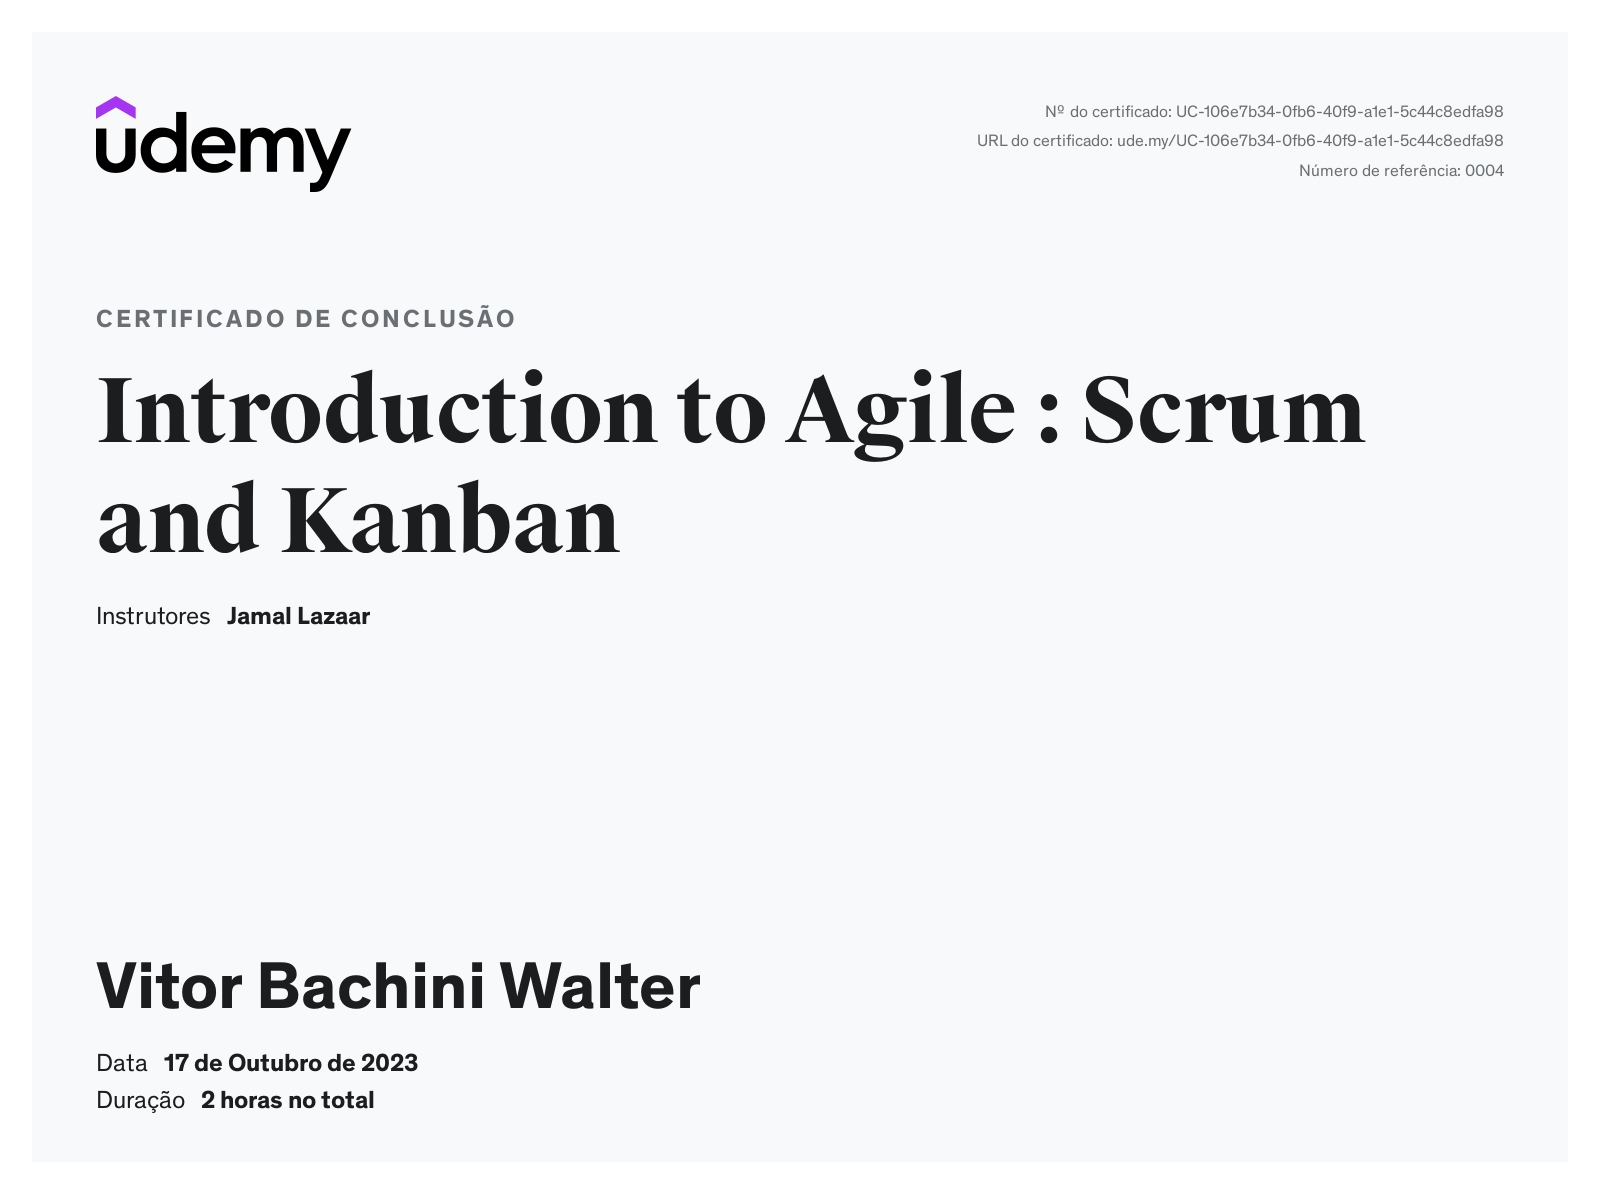 udemy
Nº do certificado: UC-106e7b34-0fb6-40f9-a1e1-5c44c8edfa98
URL do certificado: ude.my/UC-106e7b34-0fb6-40f9-a1e1-5c44c8edfa98
Número de referência: 0004
CERTIFICADO DE CONCLUSÃO
Introduction to Agile : Scrum
and Kanban
Instrutores Jamal Lazaar
Vitor Bachini Walter
Data 17 de Outubro de 2023
Duração 2 horas no total